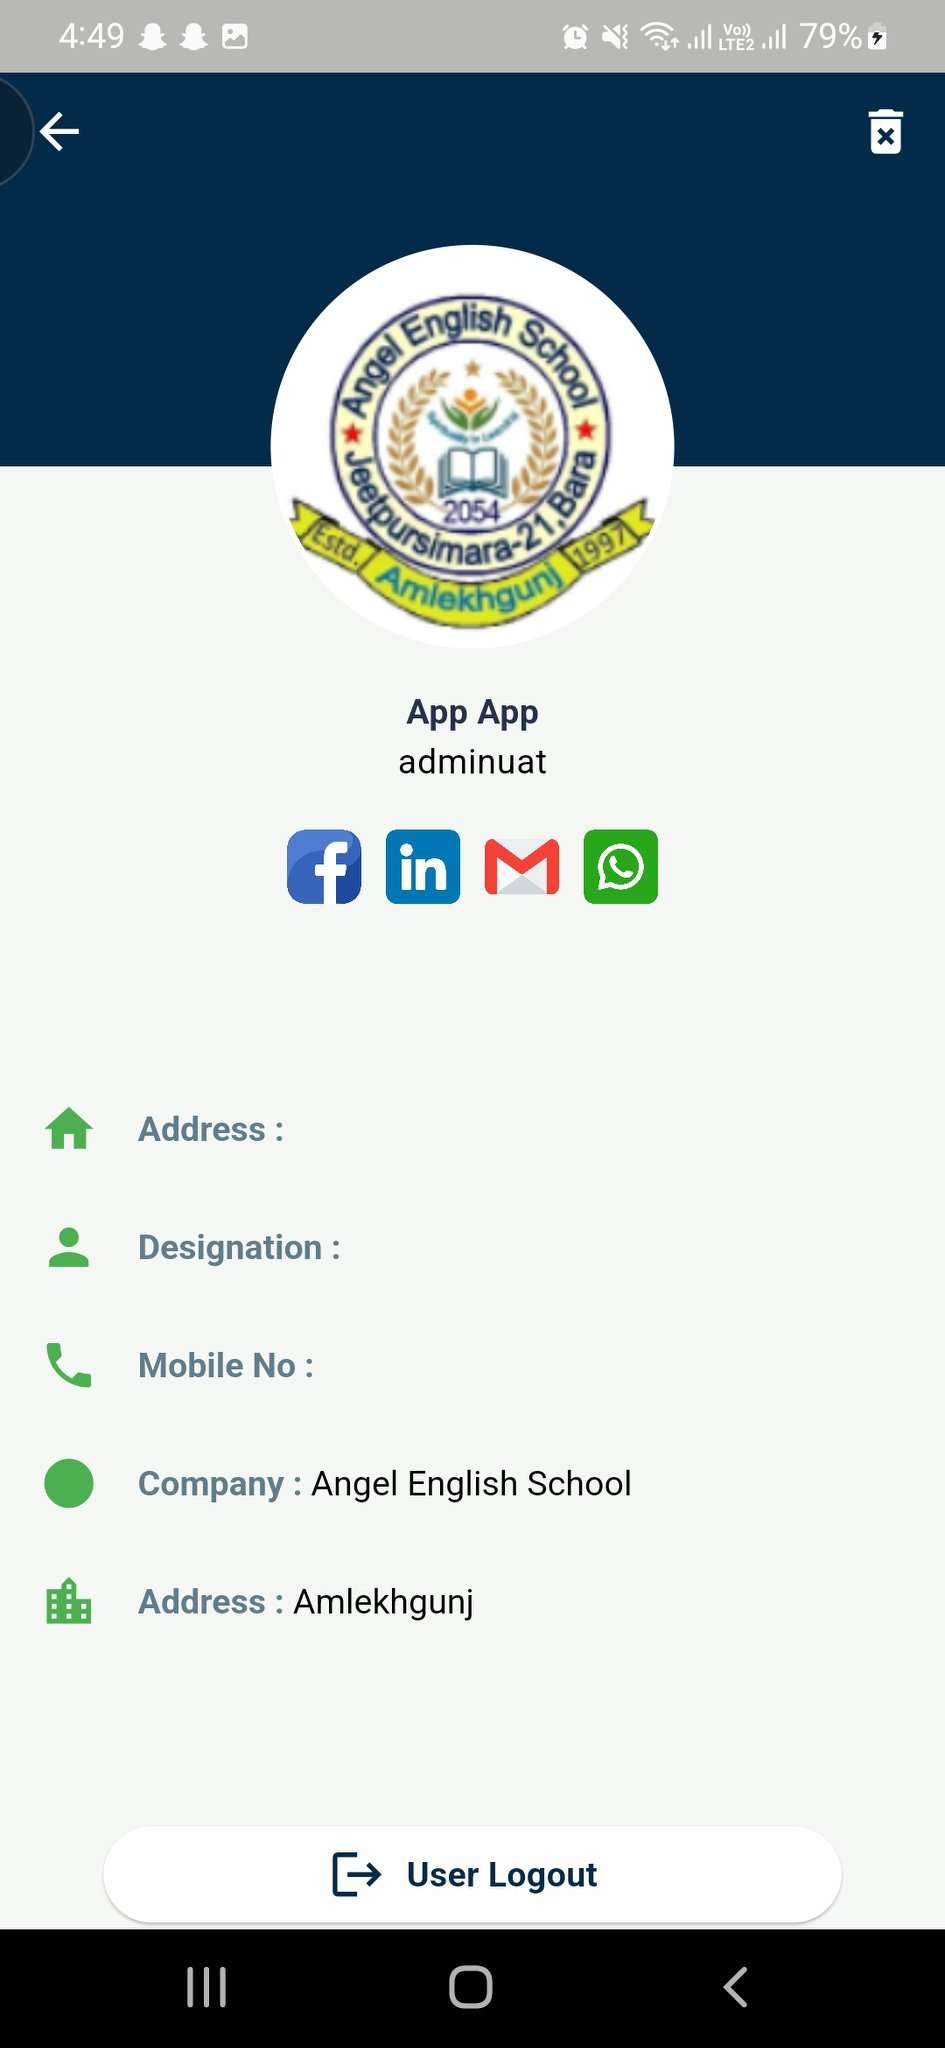 4:49
Vo))
LTE2
79%
Angel English School
2054
Jeetpursimara-21,Bara
Estd.
Amlekhgunj
1997
App App
adminuat
Address :
Designation :
Mobile No :
Company : Angel English School
Address : Amlekhgunj
User Logout